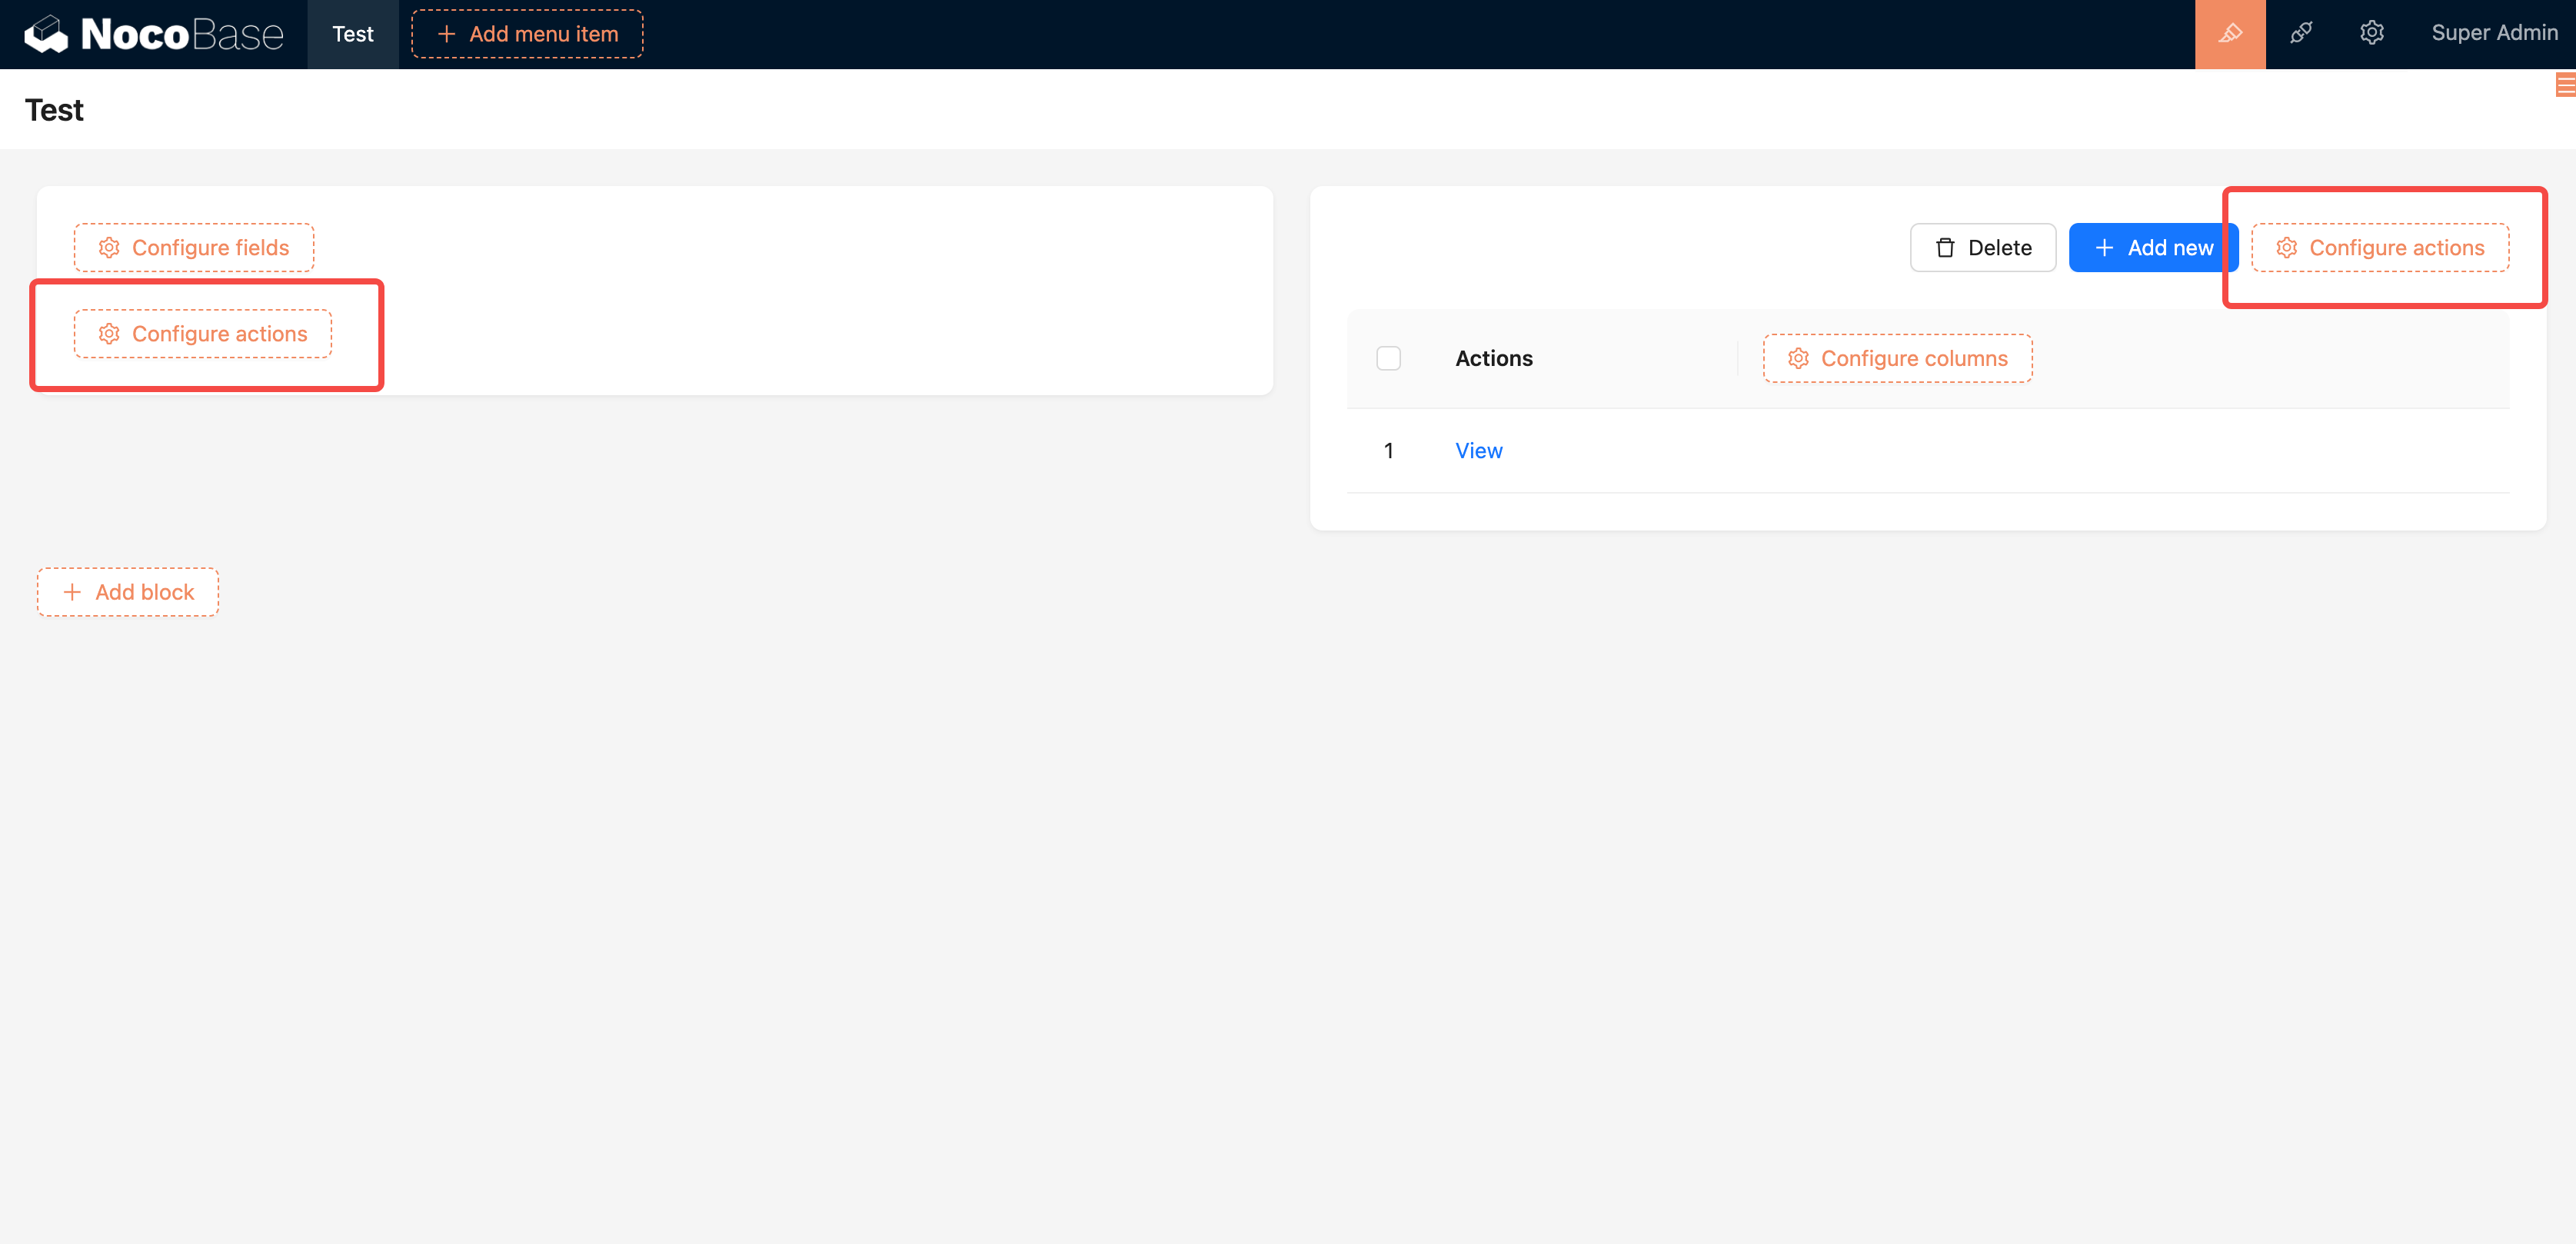 NocoBase Test Add menu item Super Admin
Test
Configure fields
Configure actions
Delete Add new Configure actions
Actions Configure columns
1 View
Add block